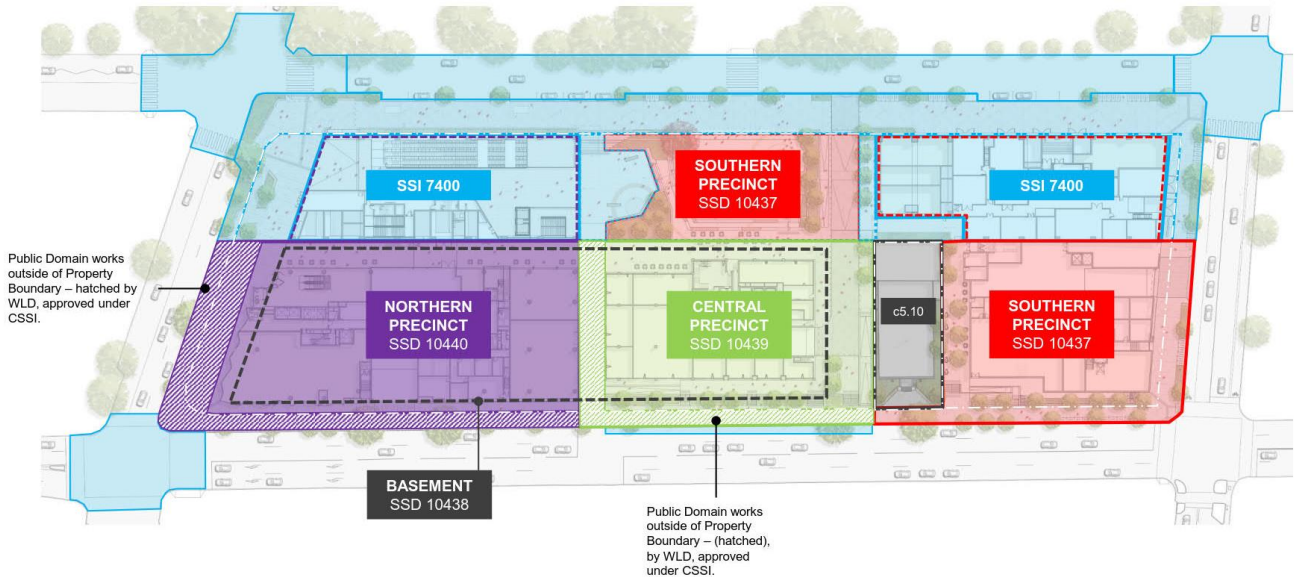 SSI 7400
SOUTHERN
PRECINCT
SSD 10437
SSI 7400
Public Domain works
outside of Property
Boundary – hatched by
WLD, approved under
CSSI.
NORTHERN
PRECINCT
SSD 10440
CENTRAL
PRECINCT
SSD 10439
c5.10
SOUTHERN
PRECINCT
SSD 10437
BASEMENT
SSD 10438
Public Domain works
outside of Property
Boundary – (hatched),
by WLD, approved
under CSSI.